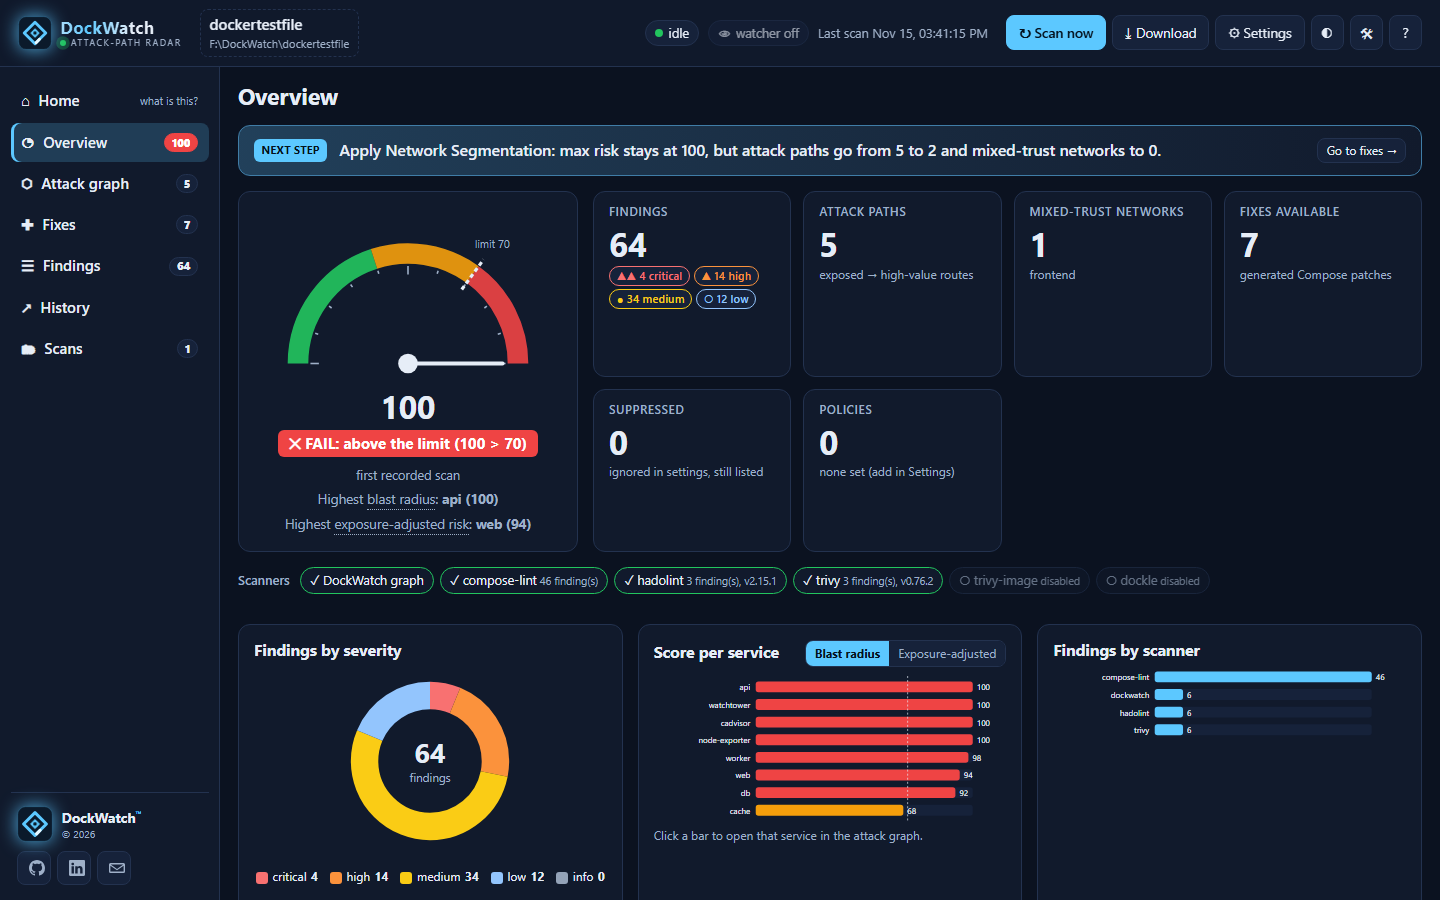 DockWatch
ATTACK-PATH RADAR
dockertestfile
F:\DockWatch\dockertestfile
idle
watcher off
Last scan Nov 15, 03:41:15 PM
↻ Scan now
Download
Settings
?
Home
what is this?
Overview
100
Attack graph
5
Fixes
7
Findings
64
History
Scans
1
DockWatch™
© 2026
Overview
NEXT STEP
Apply Network Segmentation: max risk stays at 100, but attack paths go from 5 to 2 and mixed-trust networks to 0.
Go to fixes →
limit 70
100
✕ FAIL: above the limit (100 > 70)
first recorded scan
Highest blast radius: api (100)
Highest exposure-adjusted risk: web (94)
FINDINGS
64
▲▲ 4 critical
▲ 14 high
● 34 medium
○ 12 low
ATTACK PATHS
5
exposed → high-value routes
MIXED-TRUST NETWORKS
1
frontend
FIXES AVAILABLE
7
generated Compose patches
SUPPRESSED
0
ignored in settings, still listed
POLICIES
0
none set (add in Settings)
Scanners
✓ DockWatch graph
✓ compose-lint 46 finding(s)
✓ hadolint 3 finding(s), v2.15.1
✓ trivy 3 finding(s), v0.76.2
○ trivy-image disabled
○ dockle disabled
Findings by severity
64
findings
critical 4
high 14
medium 34
low 12
info 0
Score per service
Blast radius
Exposure-adjusted
api 100
watchtower 100
cadvisor 100
node-exporter 100
worker 98
web 94
db 92
cache 68
Click a bar to open that service in the attack graph.
Findings by scanner
compose-lint 46
dockwatch 6
hadolint 6
trivy 6